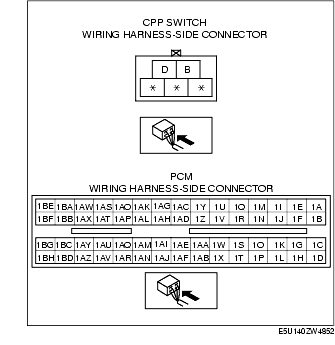 CPP SWITCH
WIRING HARNESS-SIDE CONNECTOR
D B
* * *
PCM
WIRING HARNESS-SIDE CONNECTOR
1BE 1BA 1AW 1AS 1AO 1AK 1AG 1AC 1Y 1U 1Q 1M 1I 1E 1A
1BF 1BB 1AX 1AT 1AP 1AL 1AH 1AD 1Z 1V 1R 1N 1J 1F 1B
1BG 1BC 1AY 1AU 1AQ 1AM 1AI 1AE 1AA 1W 1S 1O 1K 1G 1C
1BH 1BD 1AZ 1AV 1AR 1AN 1AJ 1AF 1AB 1X 1T 1P 1L 1H 1D
E5U140ZW4852